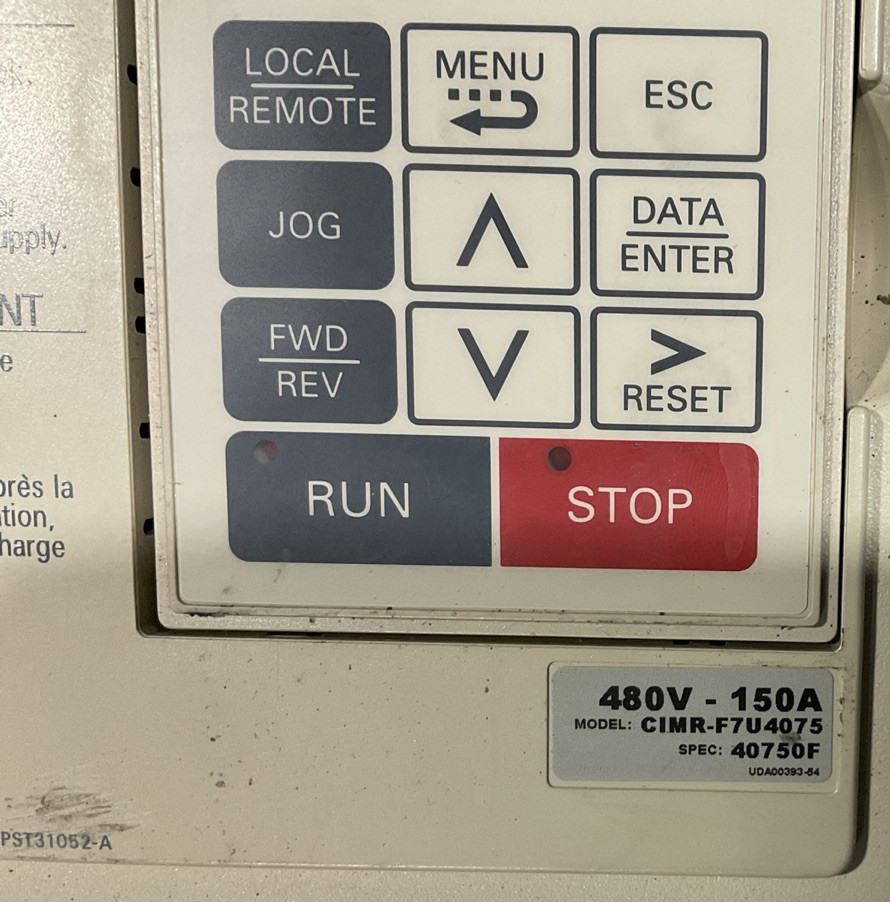 LOCAL
REMOTE
MENU
ESC
JOG
DATA
ENTER
FWD
REV
RESET
RUN
STOP
upply.
NT
e
près la
tion,
harge
480V - 150A
MODEL: CIMR-F7U4075
SPEC: 40750F
UDA00393-54
PST31052-A